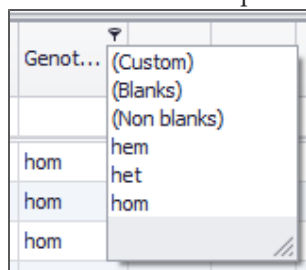 Genot...
(Custom)
(Blanks)
(Non blanks)
hem
het
hom
hom
hom
hom